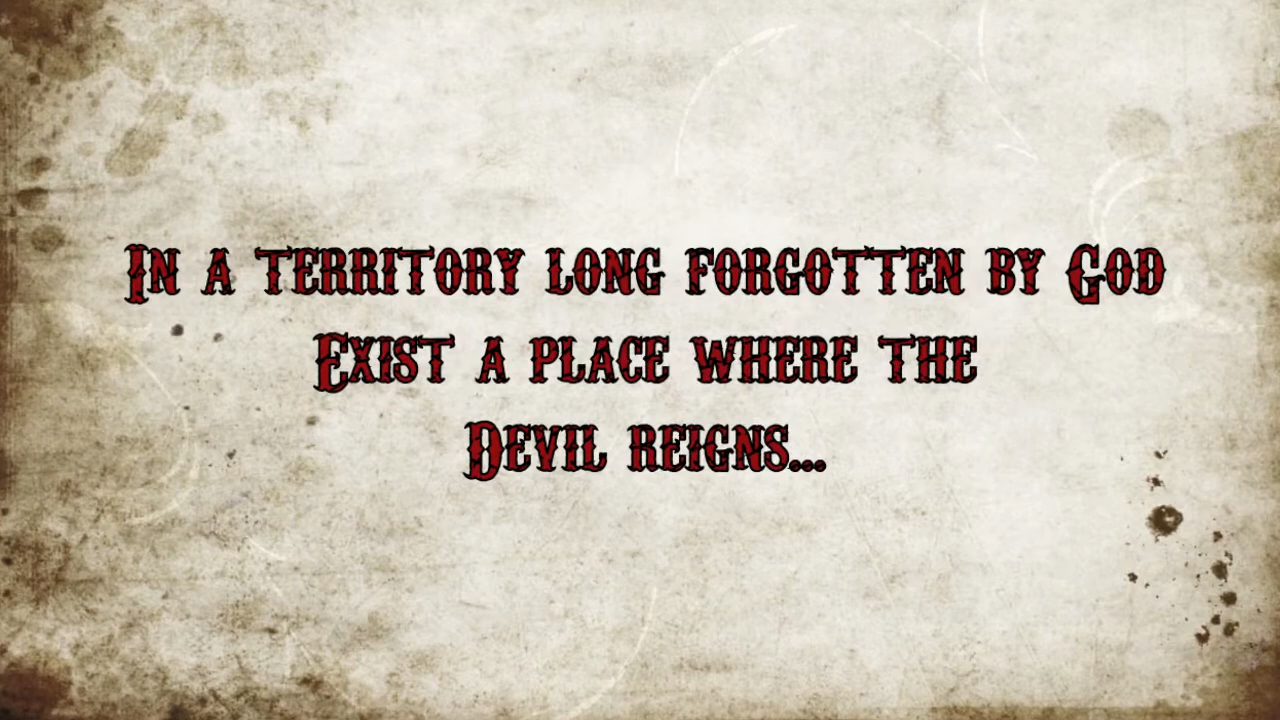 In a territory long forgotten by God
Exist a place where the
Devil reigns...